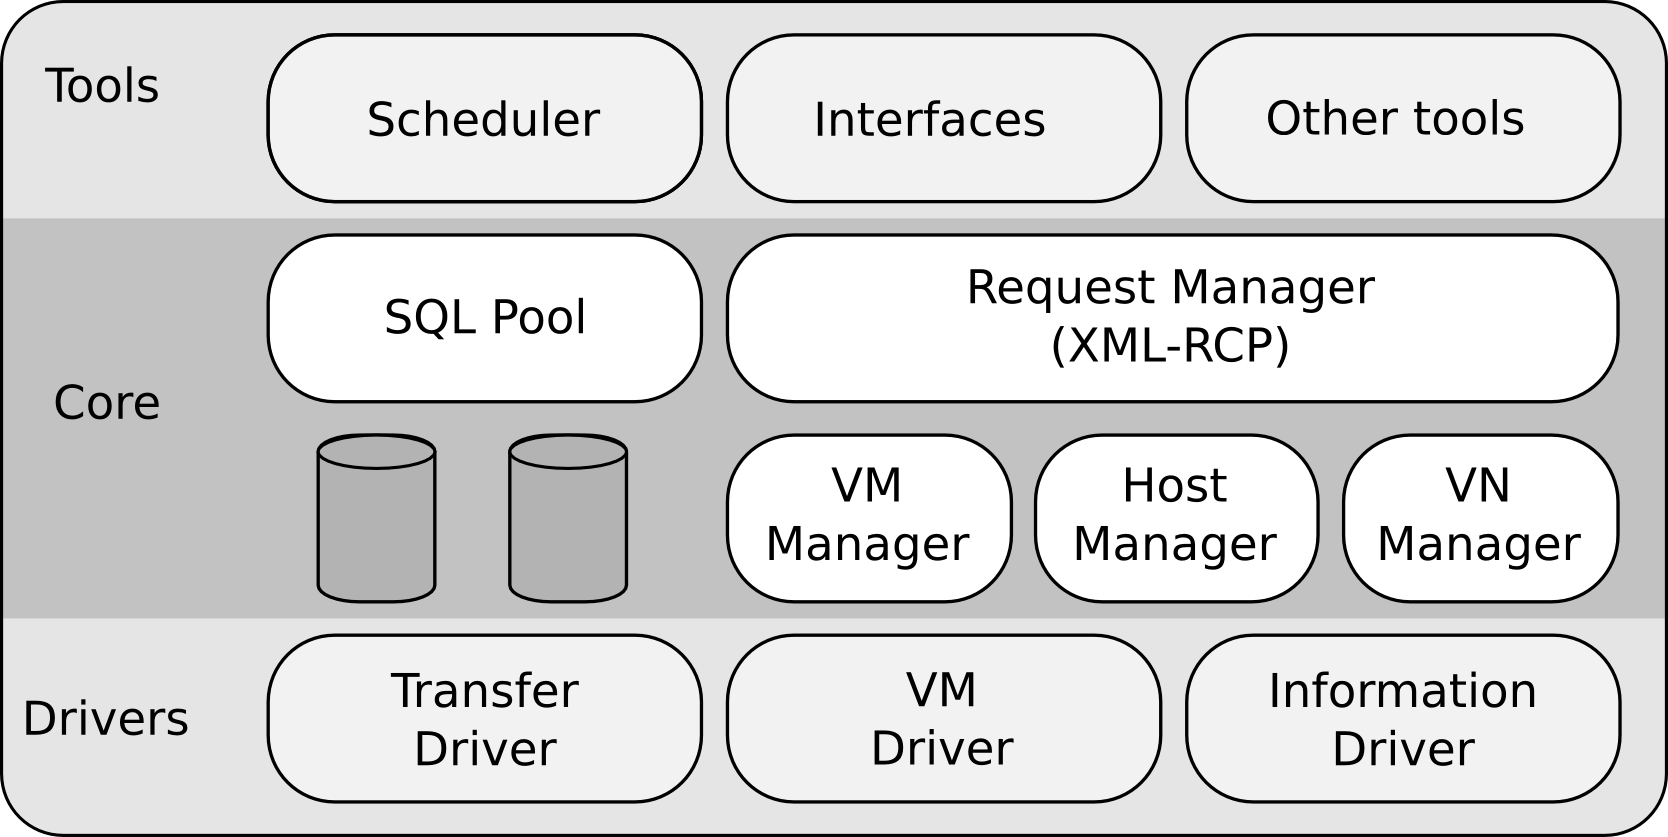 Tools
Scheduler
Interfaces
Other tools
Core
SQL Pool
Request Manager
(XML-RCP)
VM
Manager
Host
Manager
VN
Manager
Drivers
Transfer
Driver
VM
Driver
Information
Driver